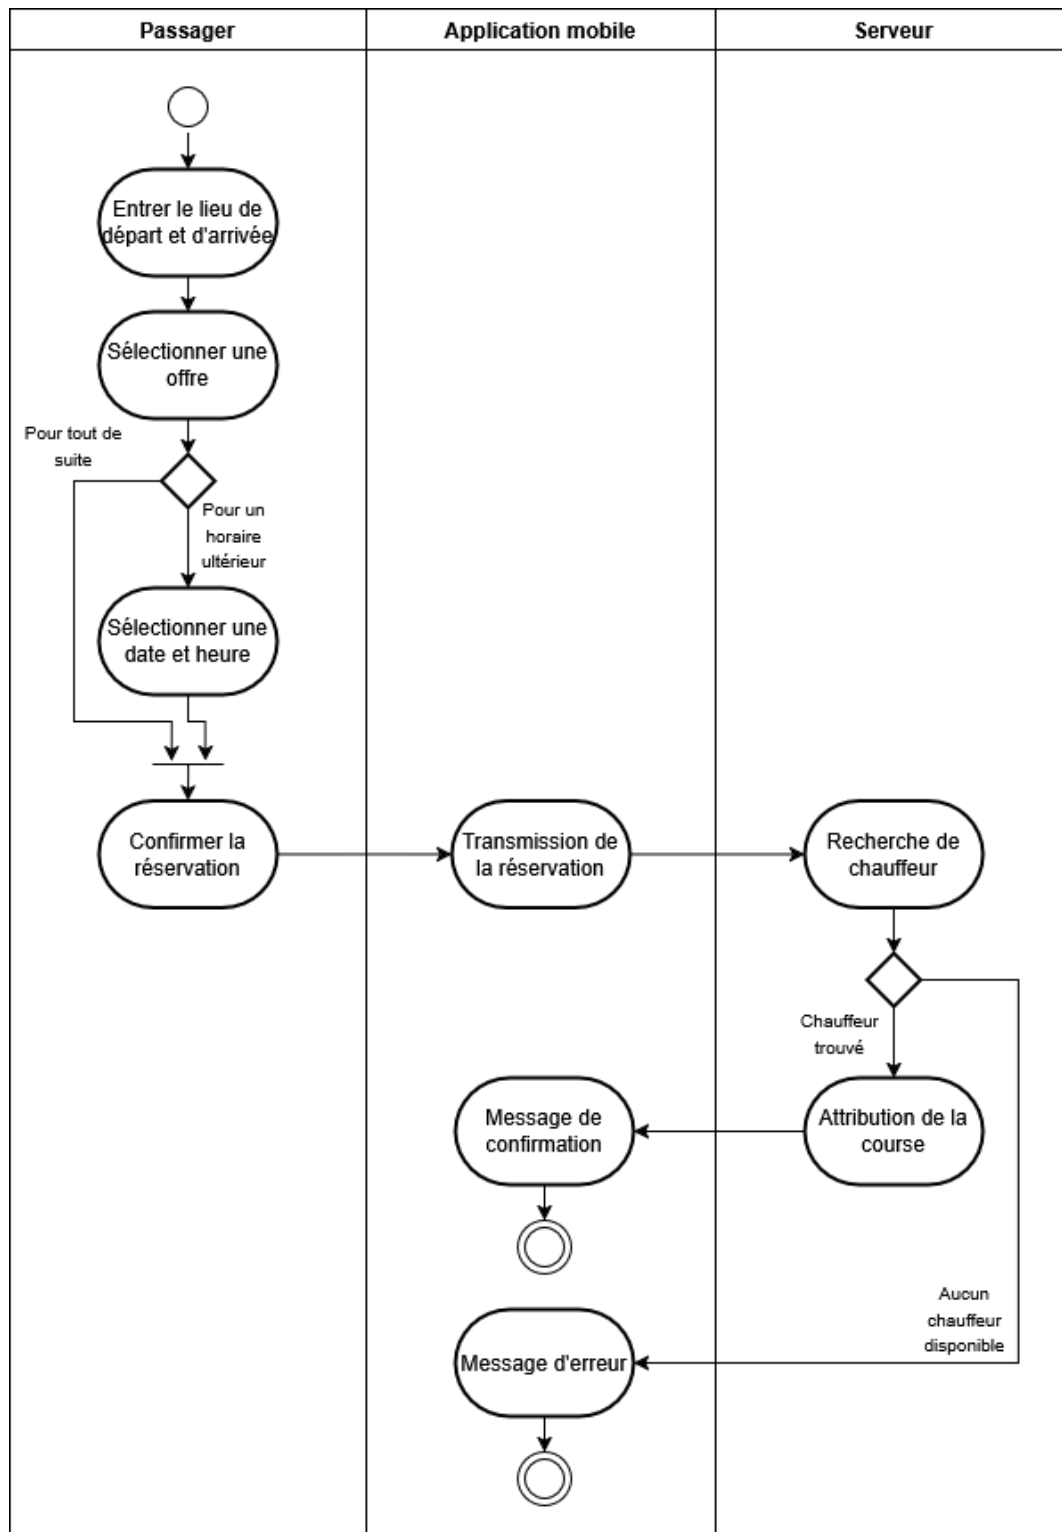 Passager
Application mobile
Serveur
Entrer le lieu de
départ et d'arrivée
Sélectionner une
offre
Pour tout de
suite
Pour un
horaire
ultérieur
Sélectionner une
date et heure
Confirmer la
réservation
Transmission de
la réservation
Recherche de
chauffeur
Chauffeur
trouvé
Message de
confirmation
Attribution de la
course
Aucun
chauffeur
disponible
Message d'erreur